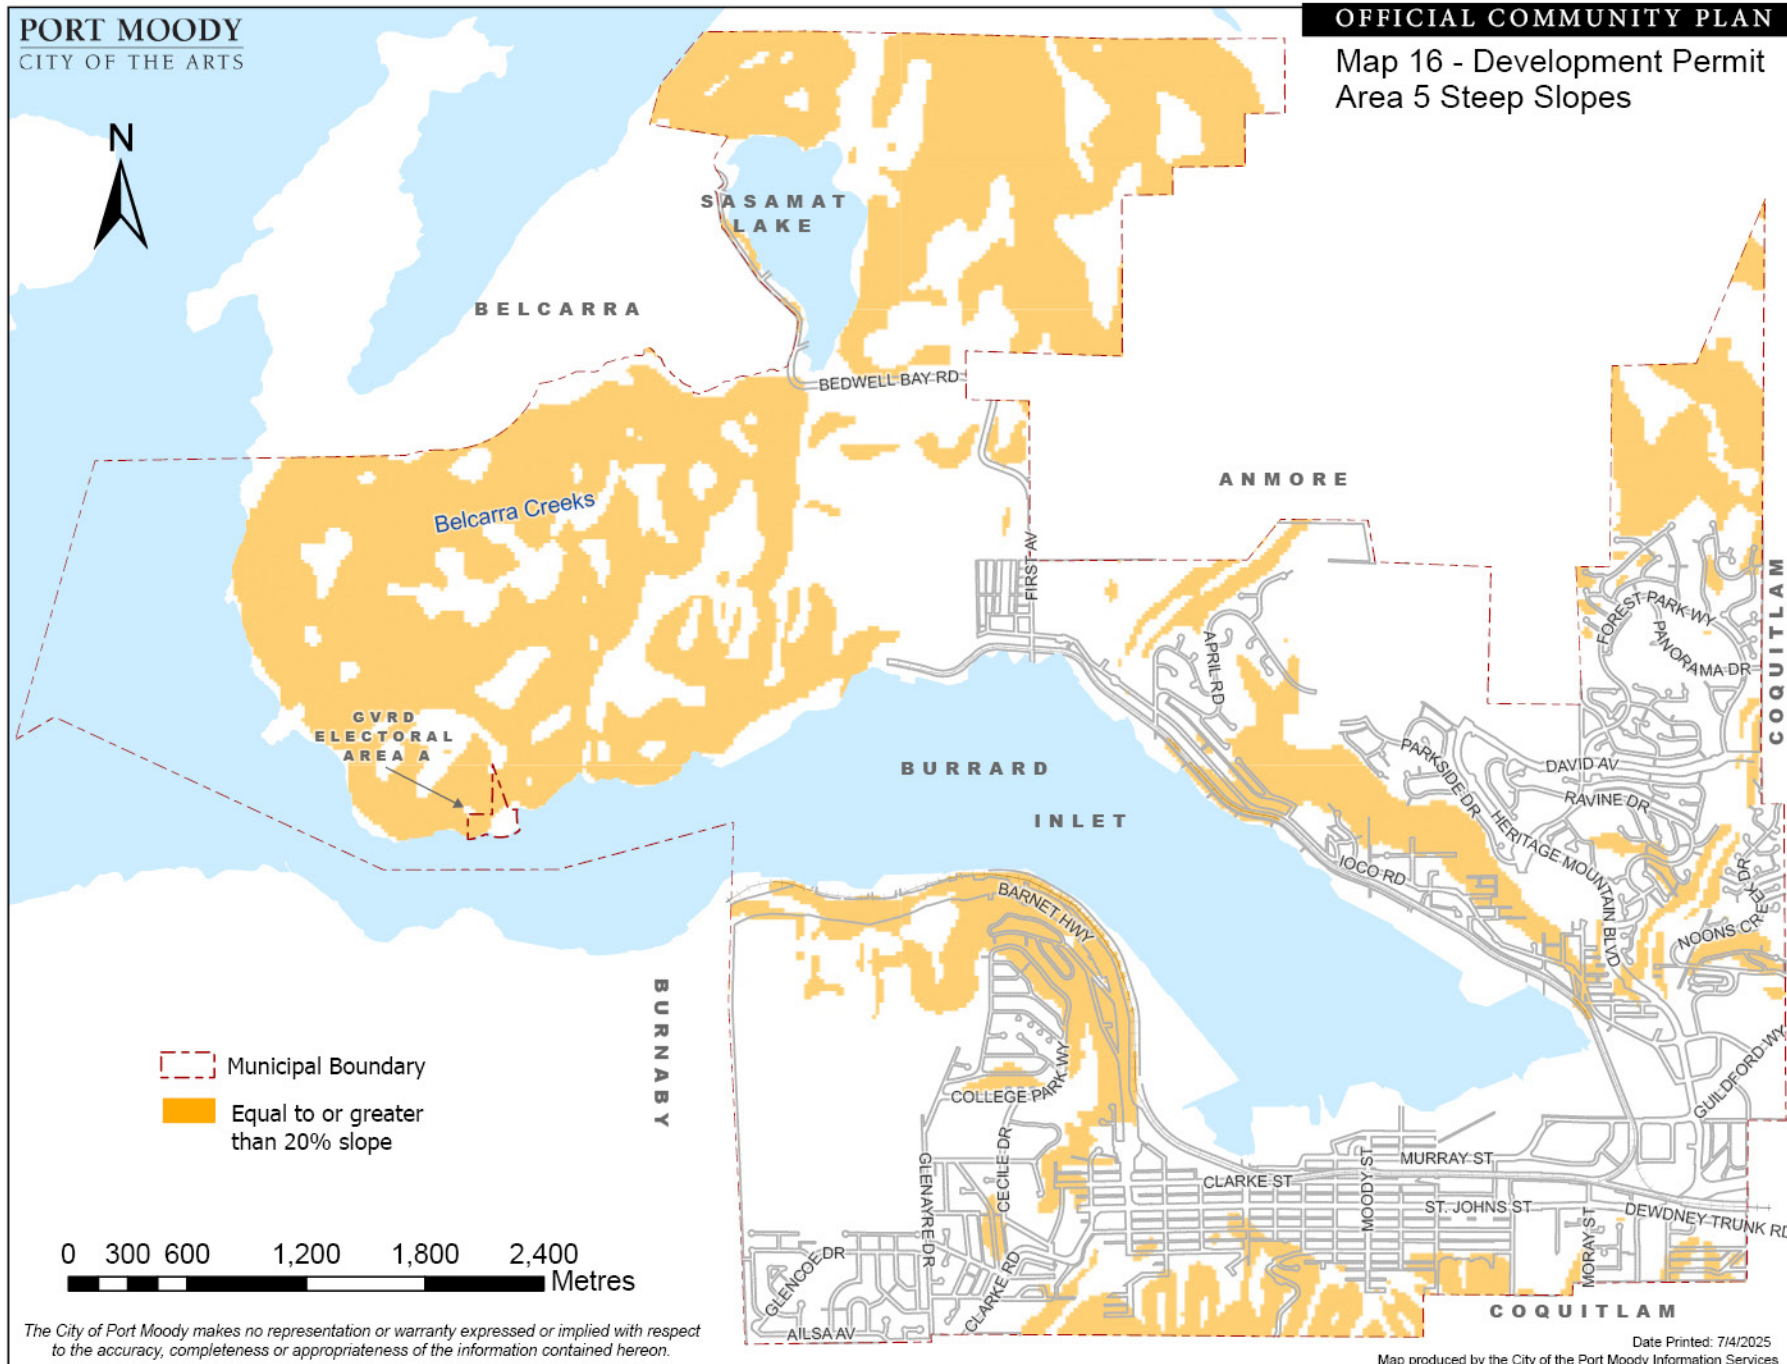 PORT MOODY
CITY OF THE ARTS
OFFICIAL COMMUNITY PLAN
Map 16 - Development Permit
Area 5 Steep Slopes
N
SASAMAT
LAKE
BELCARRA
BEDWELL BAY RD
ANMORE
Belcarra Creeks
FIRST AV
COQUITLAM
FOREST PARK WY
PANORAMA DR
APRIL RD
GVRD
ELECTORAL
AREA A
BURRARD
INLET
PARKSIDE DR
DAVID AV
RAVINE DR
HERITAGE MOUNTAIN BLVD
IOCO RD
NOONS CREEK DR
BARNET HWY
BURNABY
Municipal Boundary
Equal to or greater
than 20% slope
COLLEGE PARK WY
GUILDFORD WY
CECILE DR
GLENAYRE DR
MURRAY ST
CLARKE ST
MOODY ST
ST. JOHNS ST
MORAY ST
DEWDNEY TRUNK RD
GLENCOE DR
CLARKE RD
AILSA AV
0 300 600 1,200 1,800 2,400
Metres
COQUITLAM
The City of Port Moody makes no representation or warranty expressed or implied with respect
to the accuracy, completeness or appropriateness of the information contained hereon.
Date Printed: 7/4/2025
Map produced by the City of the Port Moody Information Services